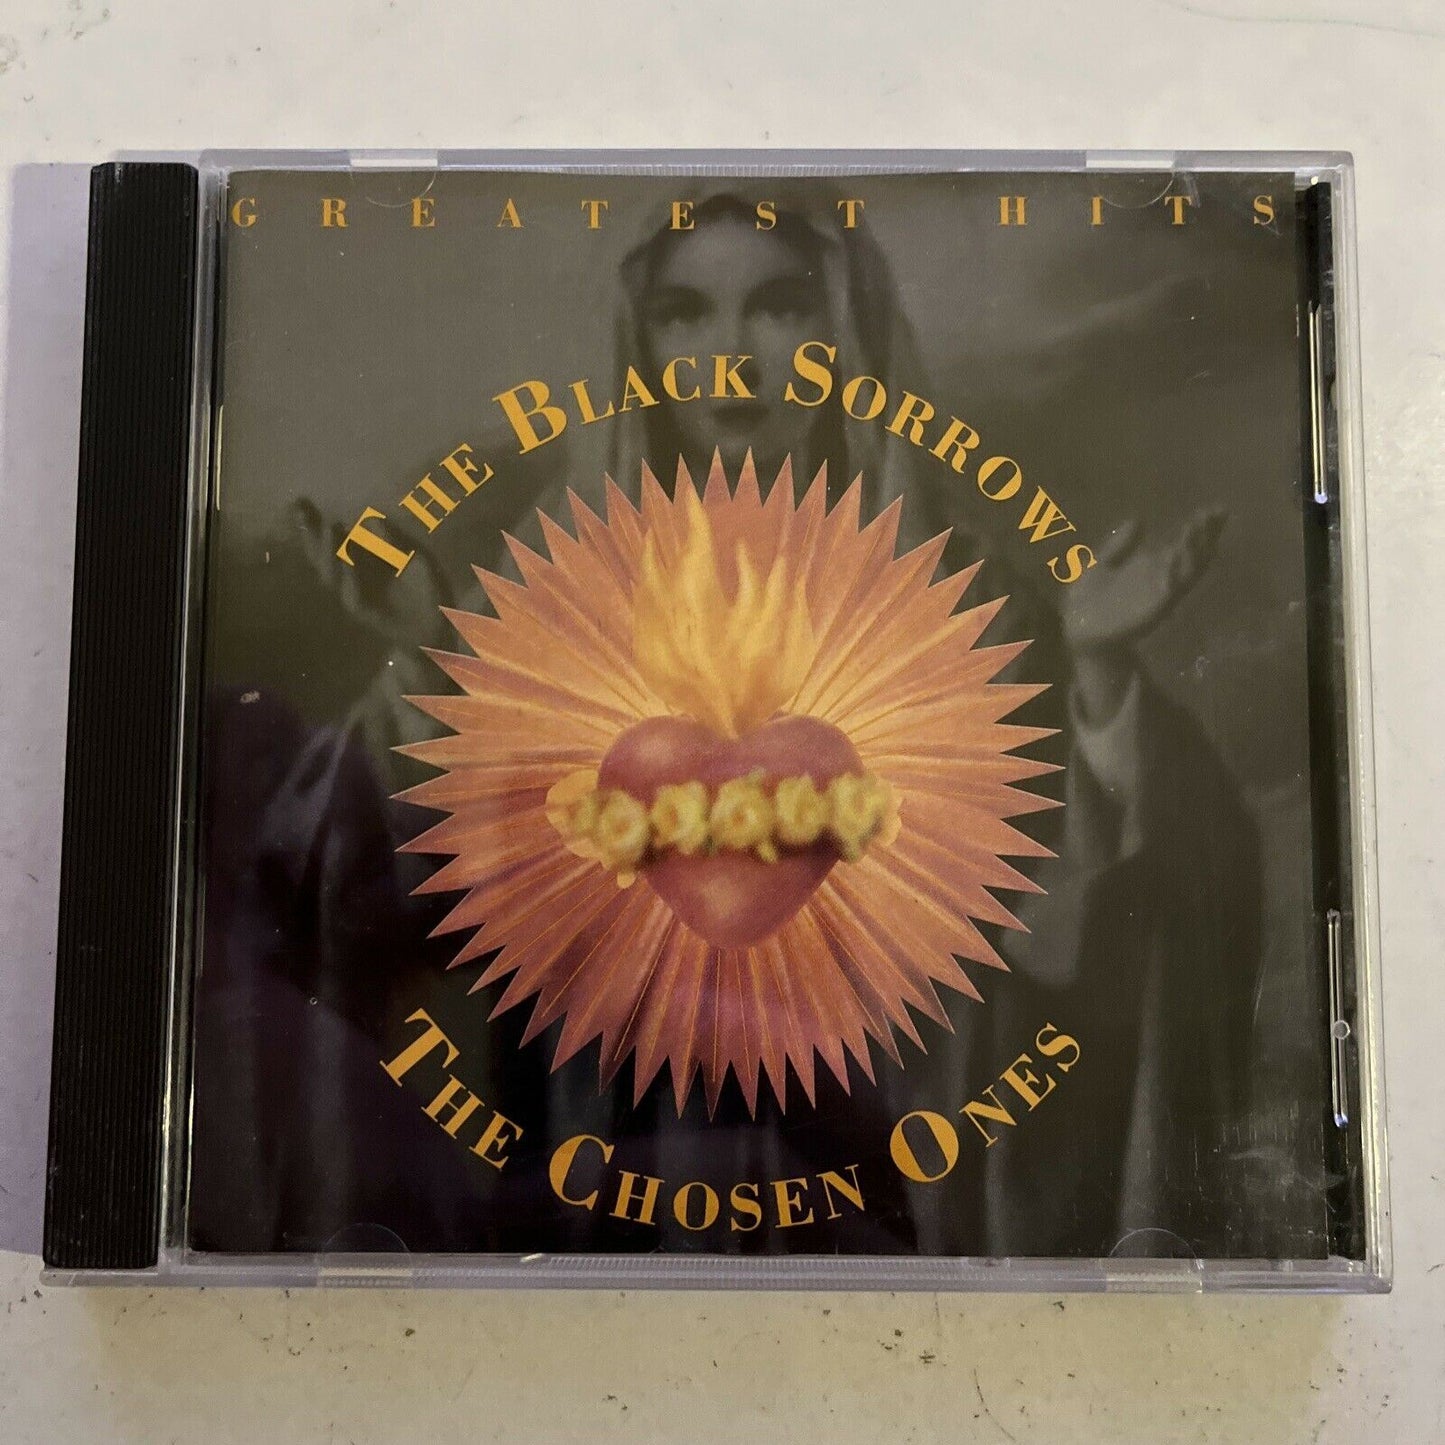 GREATEST HITS
THE BLACK SORROWS
THE CHOSEN ONES